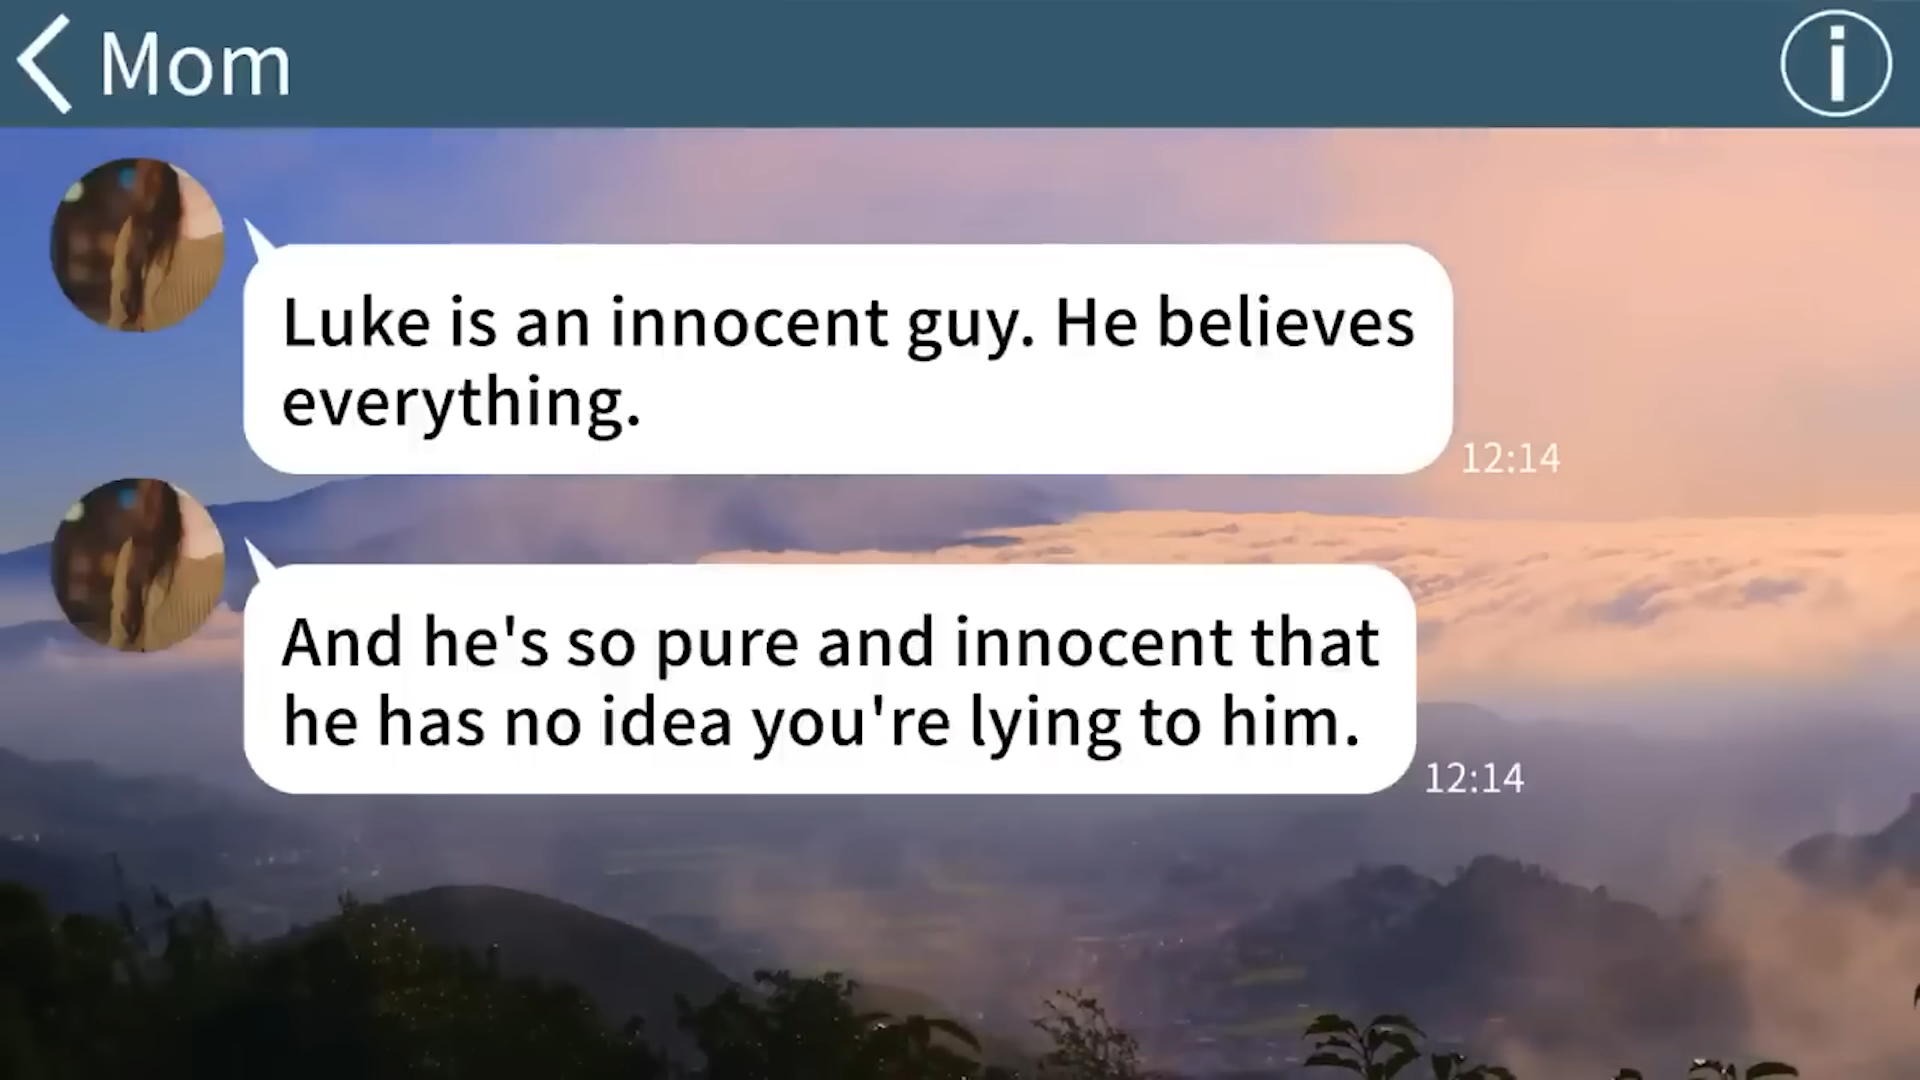 Mom
Luke is an innocent guy. He believes
everything.
12:14
And he's so pure and innocent that
he has no idea you're lying to him.
12:14